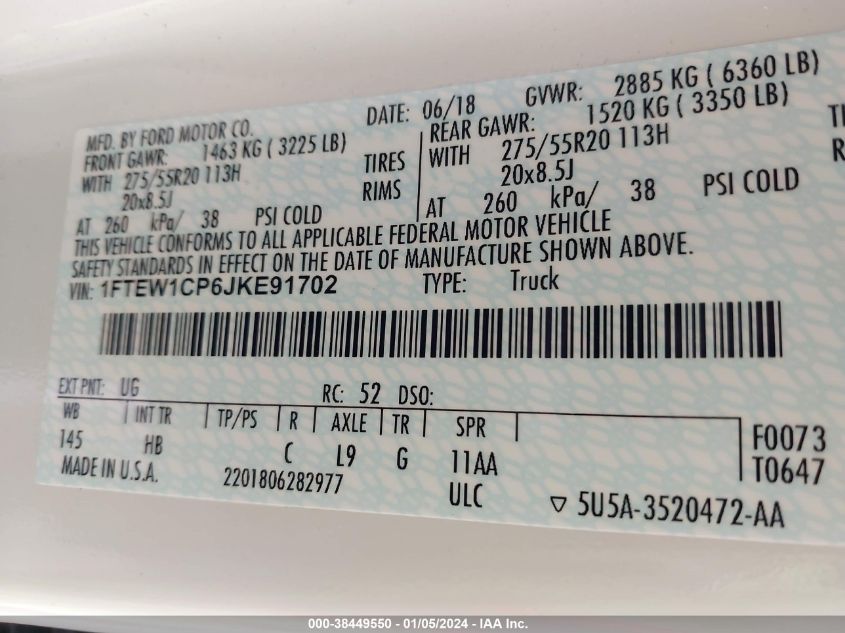 MFD. BY FORD MOTOR CO.
DATE: 06/18
GVWR: 2885 KG ( 6360 LB)
FRONT GAWR: 1463 KG ( 3225 LB)
REAR GAWR: 1520 KG ( 3350 LB)
WITH 275/55R20 113H
TIRES
WITH 275/55R20 113H
20x8.5J
RIMS
20x8.5J
AT 260 kPa/ 38 PSI COLD
AT 260 kPa/ 38 PSI COLD
THIS VEHICLE CONFORMS TO ALL APPLICABLE FEDERAL MOTOR VEHICLE
SAFETY STANDARDS IN EFFECT ON THE DATE OF MANUFACTURE SHOWN ABOVE.
VIN: 1FTEW1CP6JKE91702
TYPE: Truck
EXT PNT: UG
RC: 52 DSO:
WB INT TR TP/PS R AXLE TR SPR
145 HB C L9 G 11AA
F0073
T0647
MADE IN U.S.A.
2201806282977
ULC
5U5A-3520472-AA
000-38449550 - 01/05/2024 - IAA Inc.